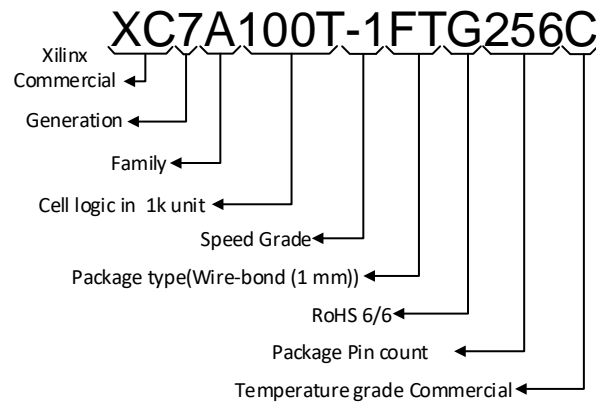 XC7A100T-1FTG256C
Xilinx
Commercial
Generation
Family
Cell logic in 1k unit
Speed Grade
Package type(Wire-bond (1 mm))
RoHS 6/6
Package Pin count
Temperature grade Commercial